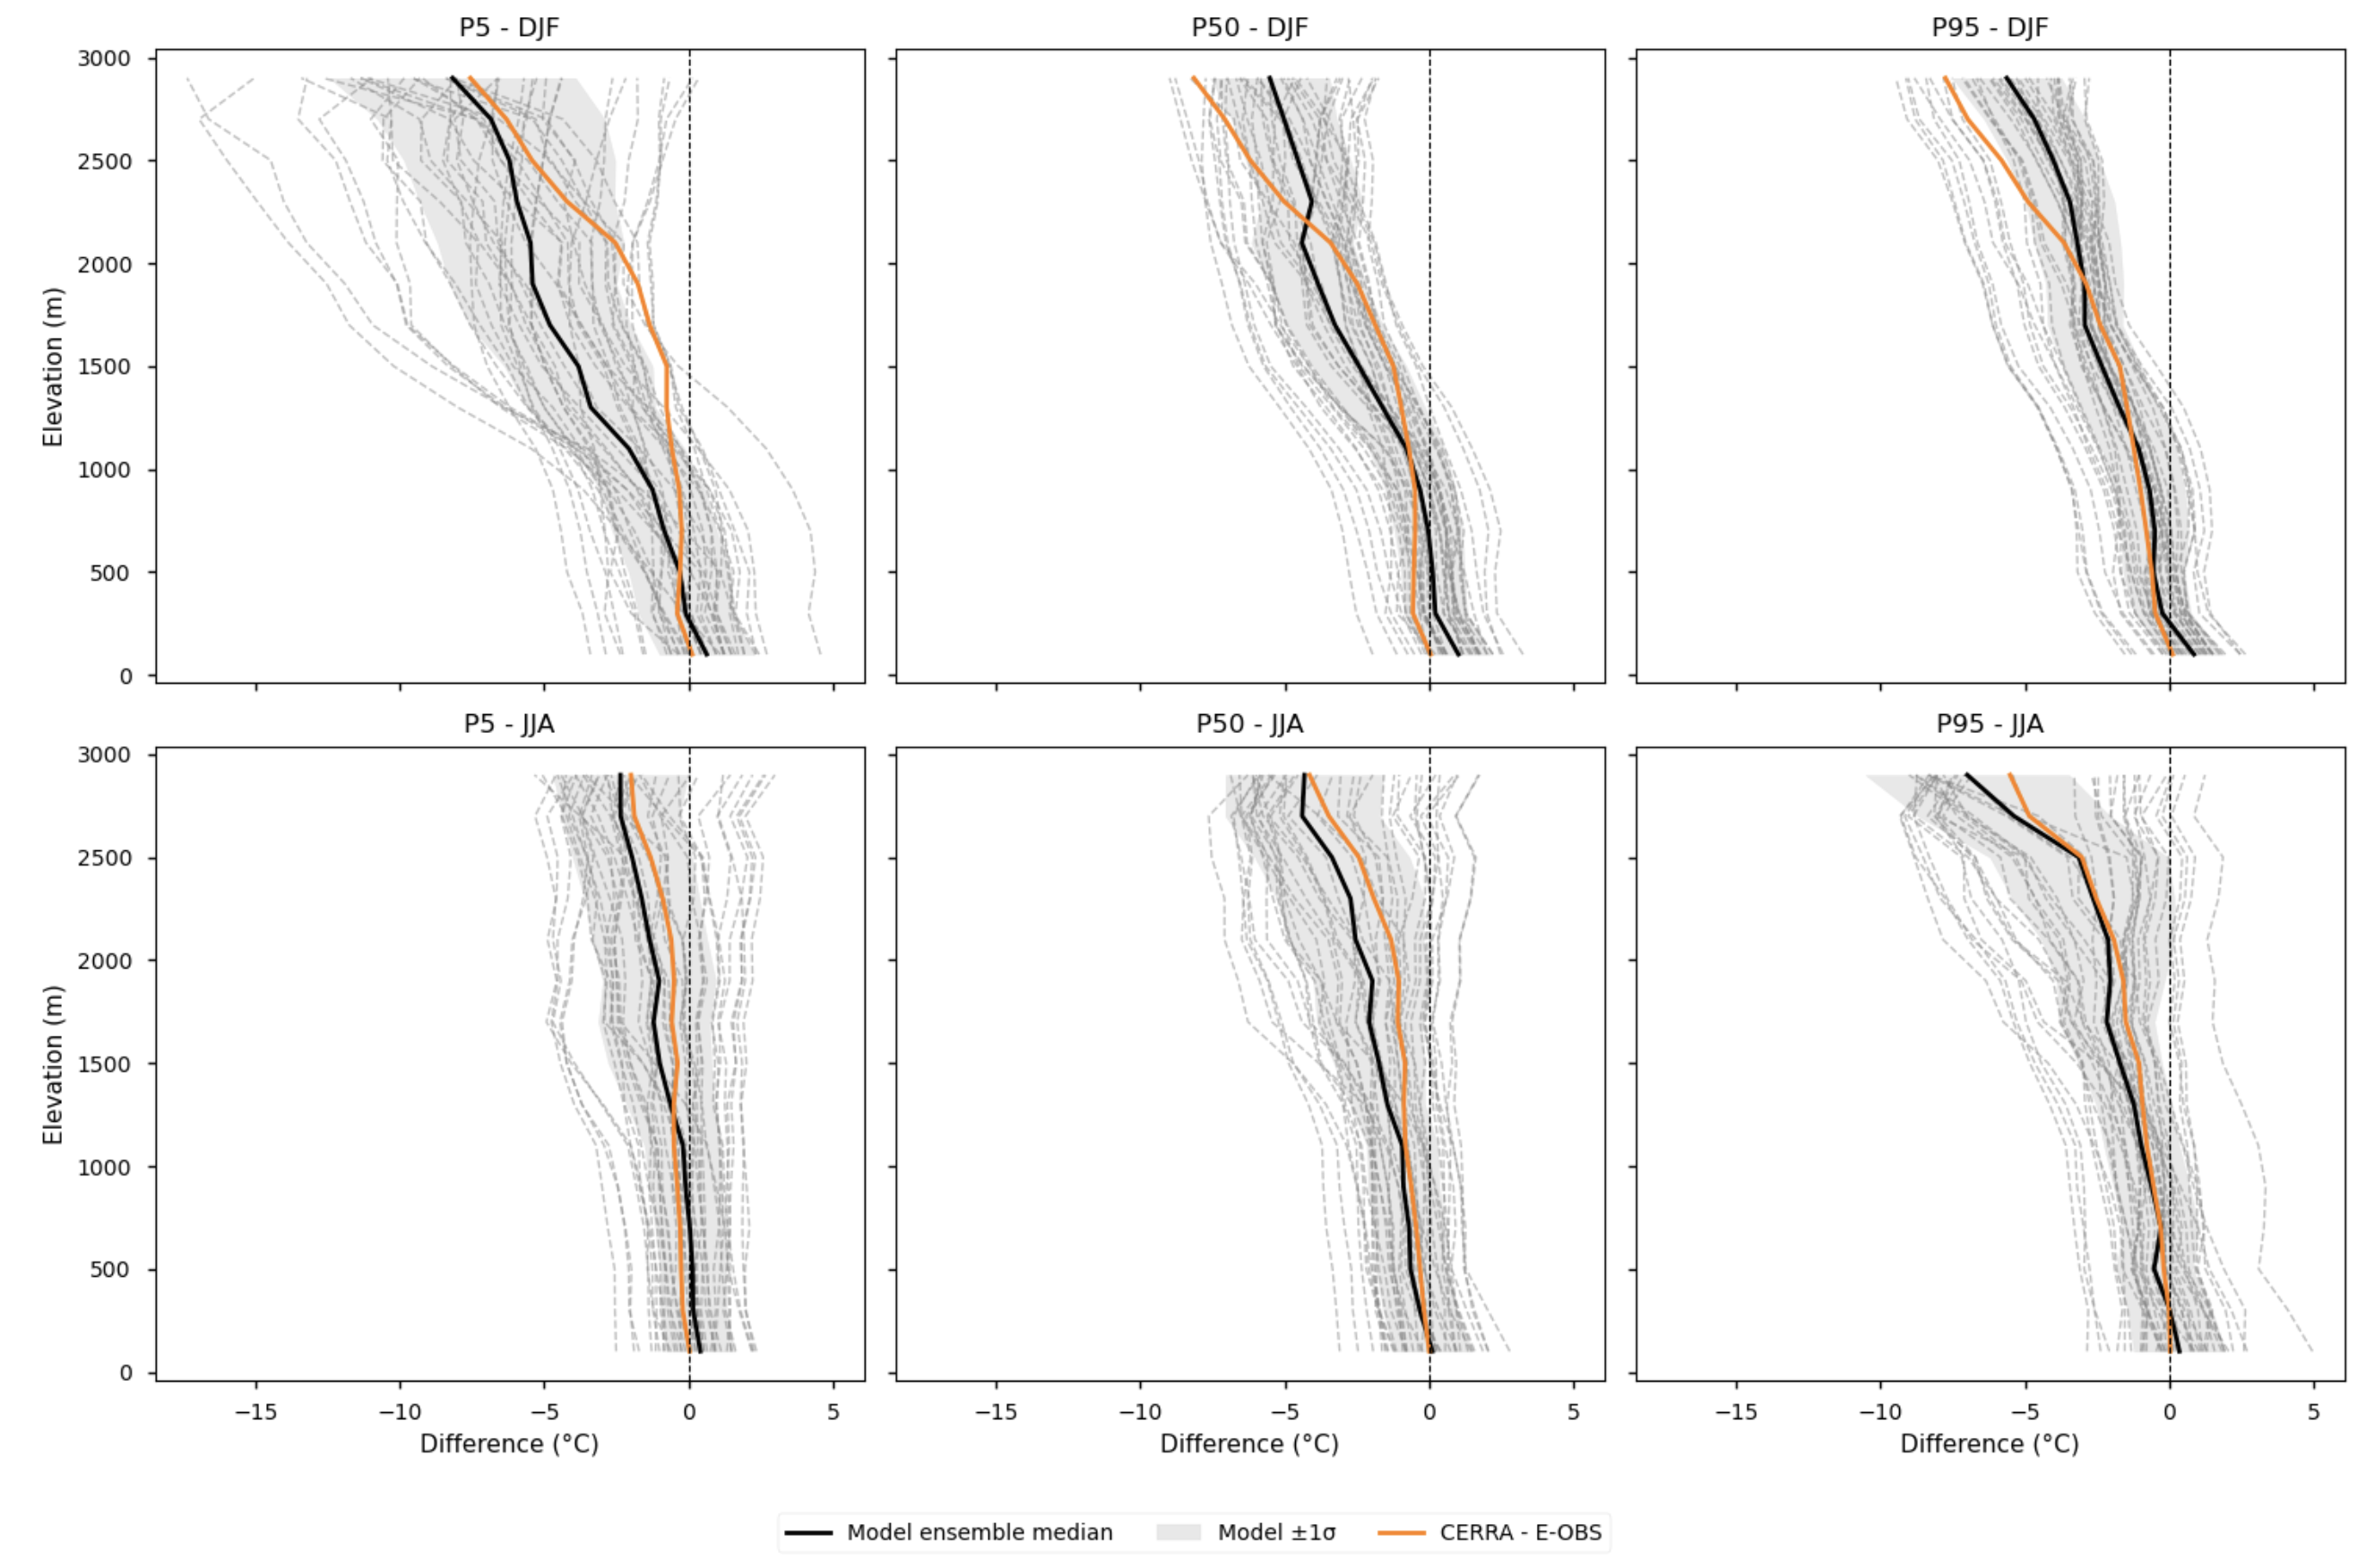 P5 - DJF
P50 - DJF
P95 - DJF
3000
2500
2000
1500
1000
500
0
Elevation (m)
P5 - JJA
P50 - JJA
P95 - JJA
3000
2500
2000
1500
1000
500
0
Elevation (m)
−15 −10 −5 0 5
−15 −10 −5 0 5
−15 −10 −5 0 5
Difference (°C)
Difference (°C)
Difference (°C)
Model ensemble median
Model ±1σ
CERRA - E-OBS